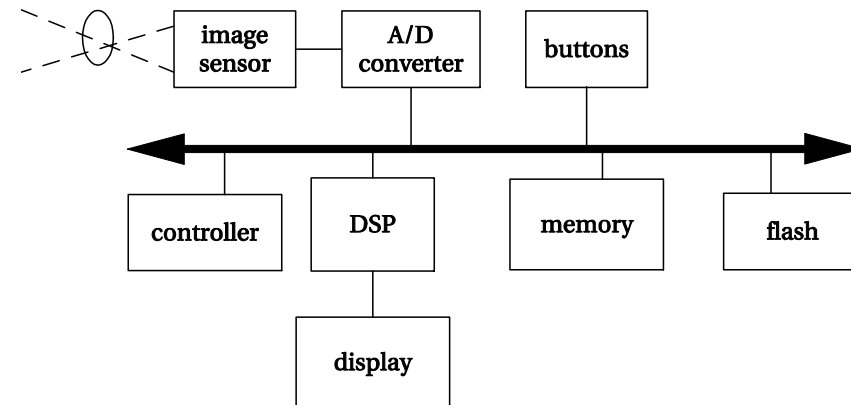 image
sensor
A/D
converter
buttons
controller
DSP
memory
flash
display